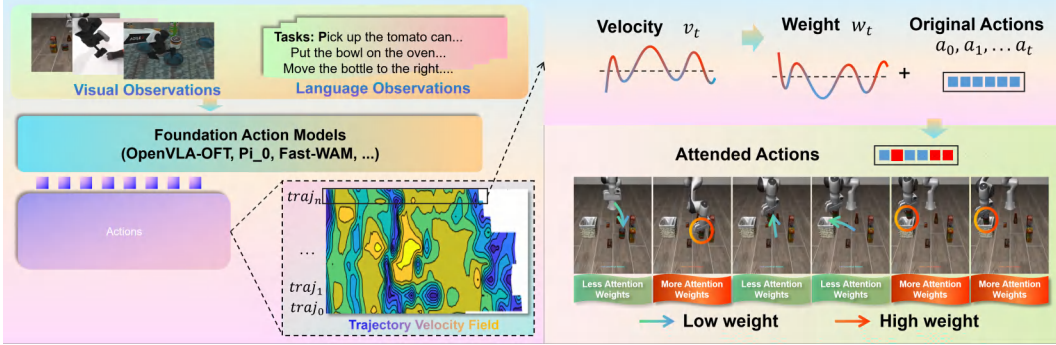 Tasks: Pick up the tomato can...
Put the bowl on the oven...
Move the bottle to the right....
Visual Observations
Language Observations
Foundation Action Models
(OpenVLA-OFT, Pi_0, Fast-WAM, ...)
Actions
traj_n
...
traj_1
traj_0
Trajectory Velocity Field
Velocity v_t
Weight w_t
Original Actions
a_0, a_1, ... a_t
+
Attended Actions
Less Attention Weights
More Attention Weights
Less Attention Weights
Less Attention Weights
More Attention Weights
More Attention Weights
Low weight
High weight